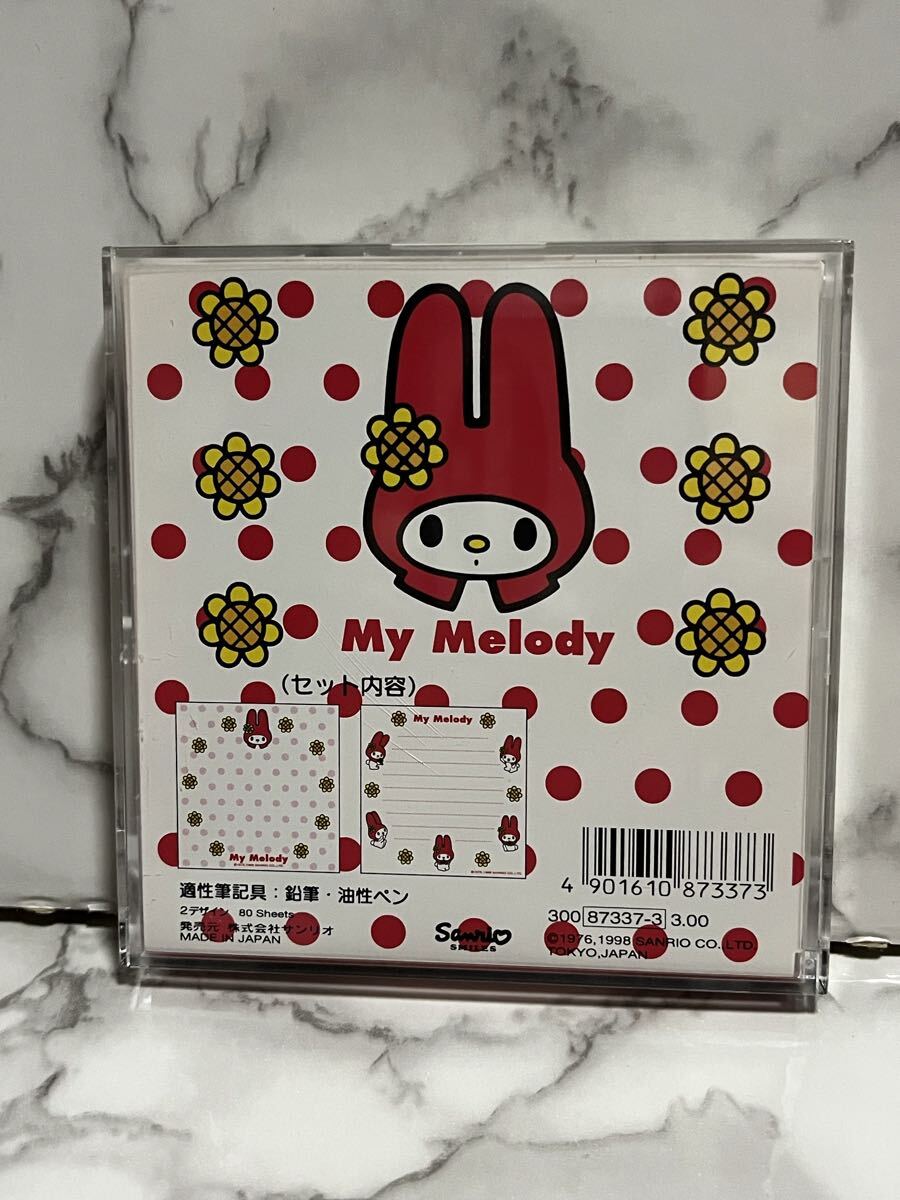 My Melody
(セット内容)
My Melody
My Melody
4 901610 873373
適性筆記具:鉛筆・油性ペン
2デザイン 80 Sheets
発売元 株式会社サンリオ
MADE IN JAPAN
Sanrio
SMILES
300 87337-3 3.00
©1976,1998 SANRIO CO.,LTD.
TOKYO,JAPAN